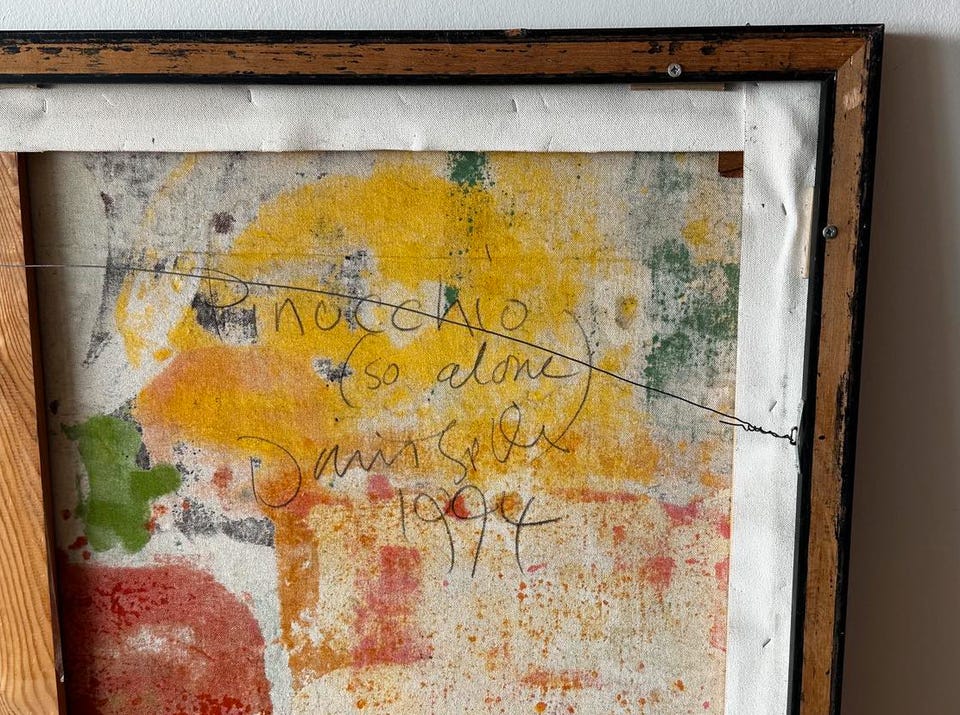 Pinocchio
(so alone)
1994